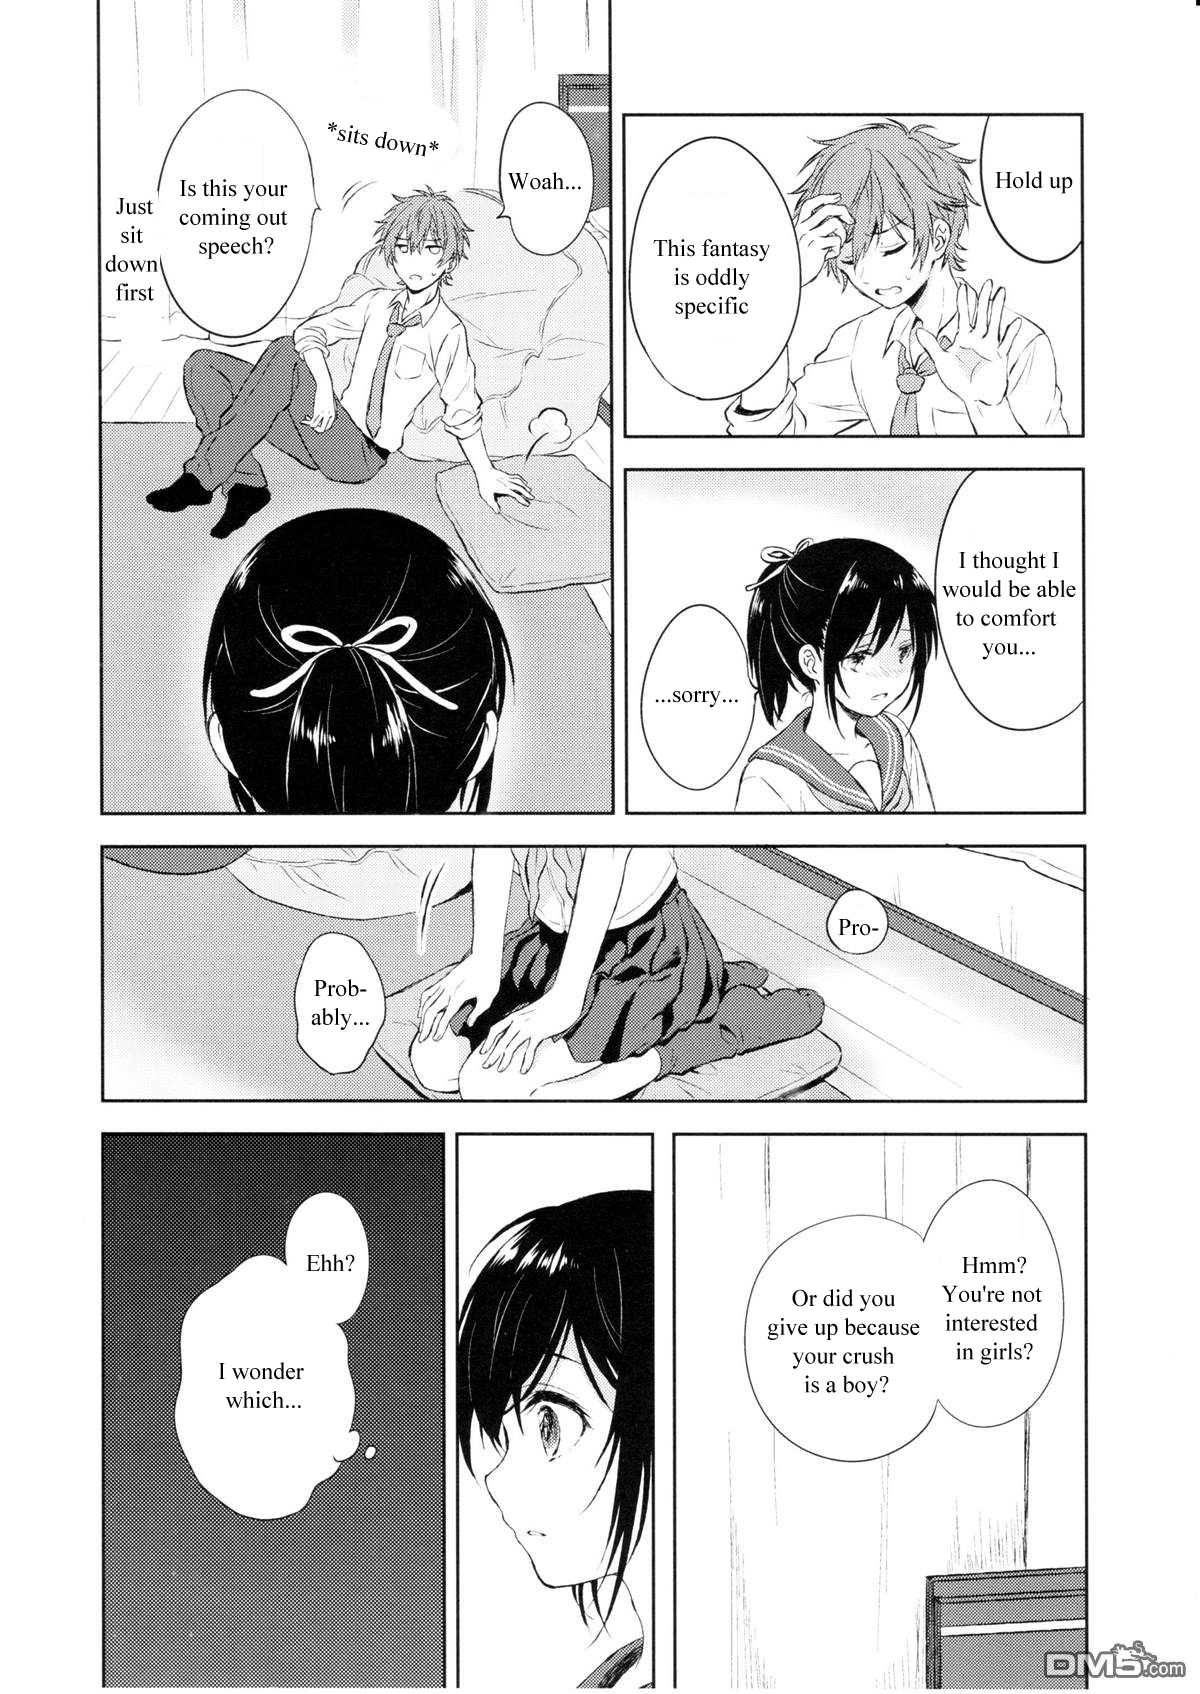 Hold up
This fantasy
is oddly
specific
I thought I
would be able
to comfort
you...
...sorry...
Woah...
*sits down*
Is this your
coming out
speech?
Just
sit
down
first
Pro-
Prob-
ably...
Hmm?
You're not
interested
in girls?
Or did you
give up because
your crush
is a boy?
Ehh?
I wonder
which...
DM5.com